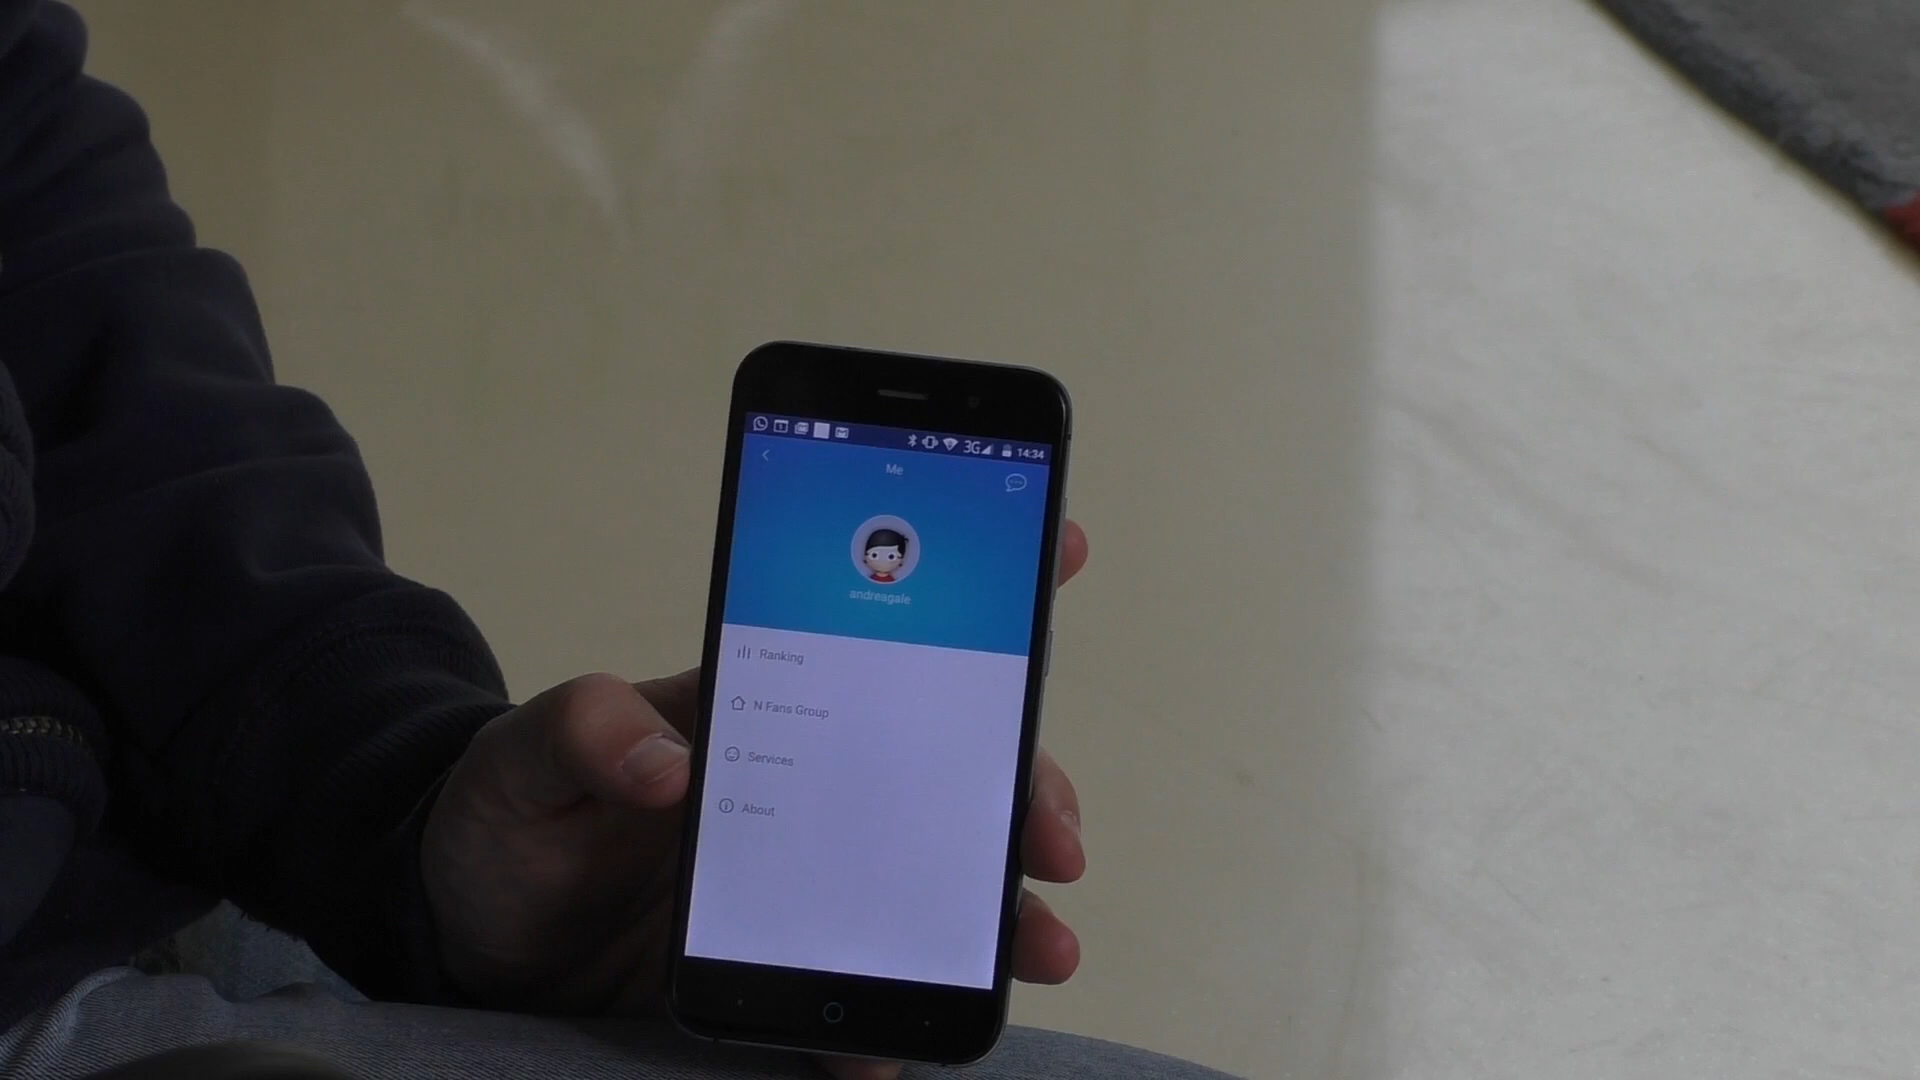 3G 14:34
Me
andreagale
Ranking
N Fans Group
Services
About